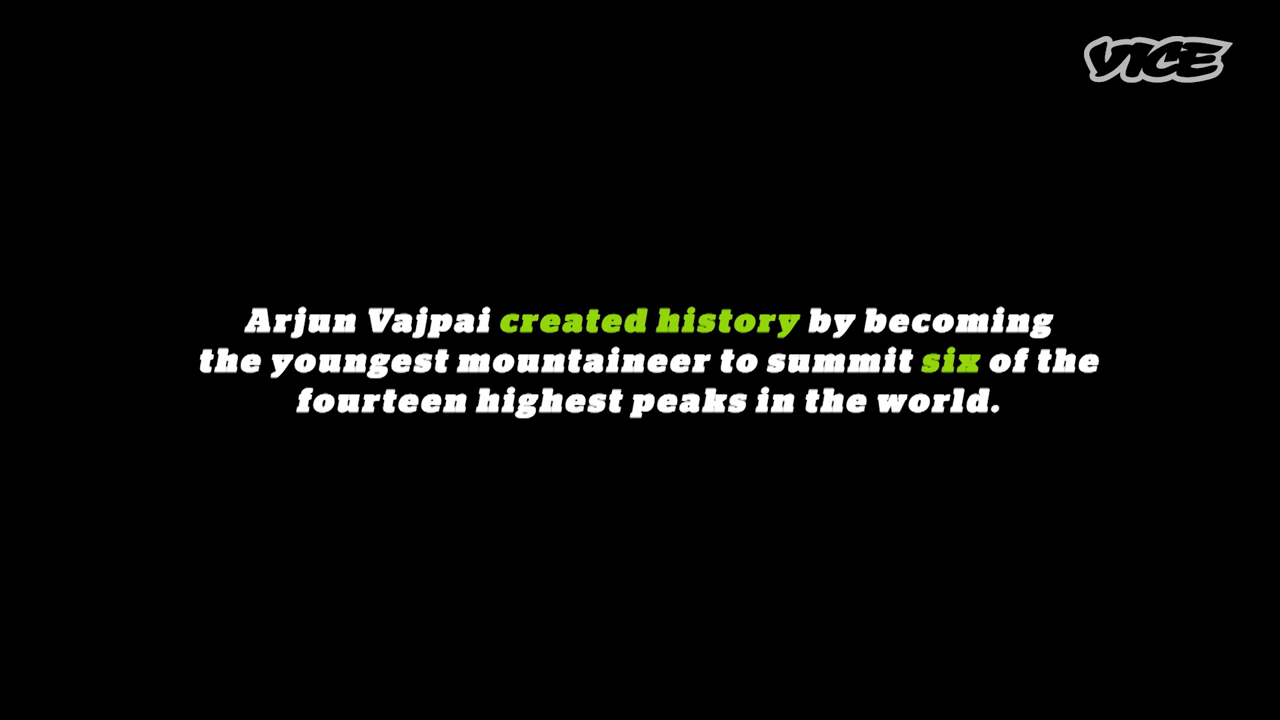 VICE
Arjun Vajpai created history by becoming
the youngest mountaineer to summit six of the
fourteen highest peaks in the world.